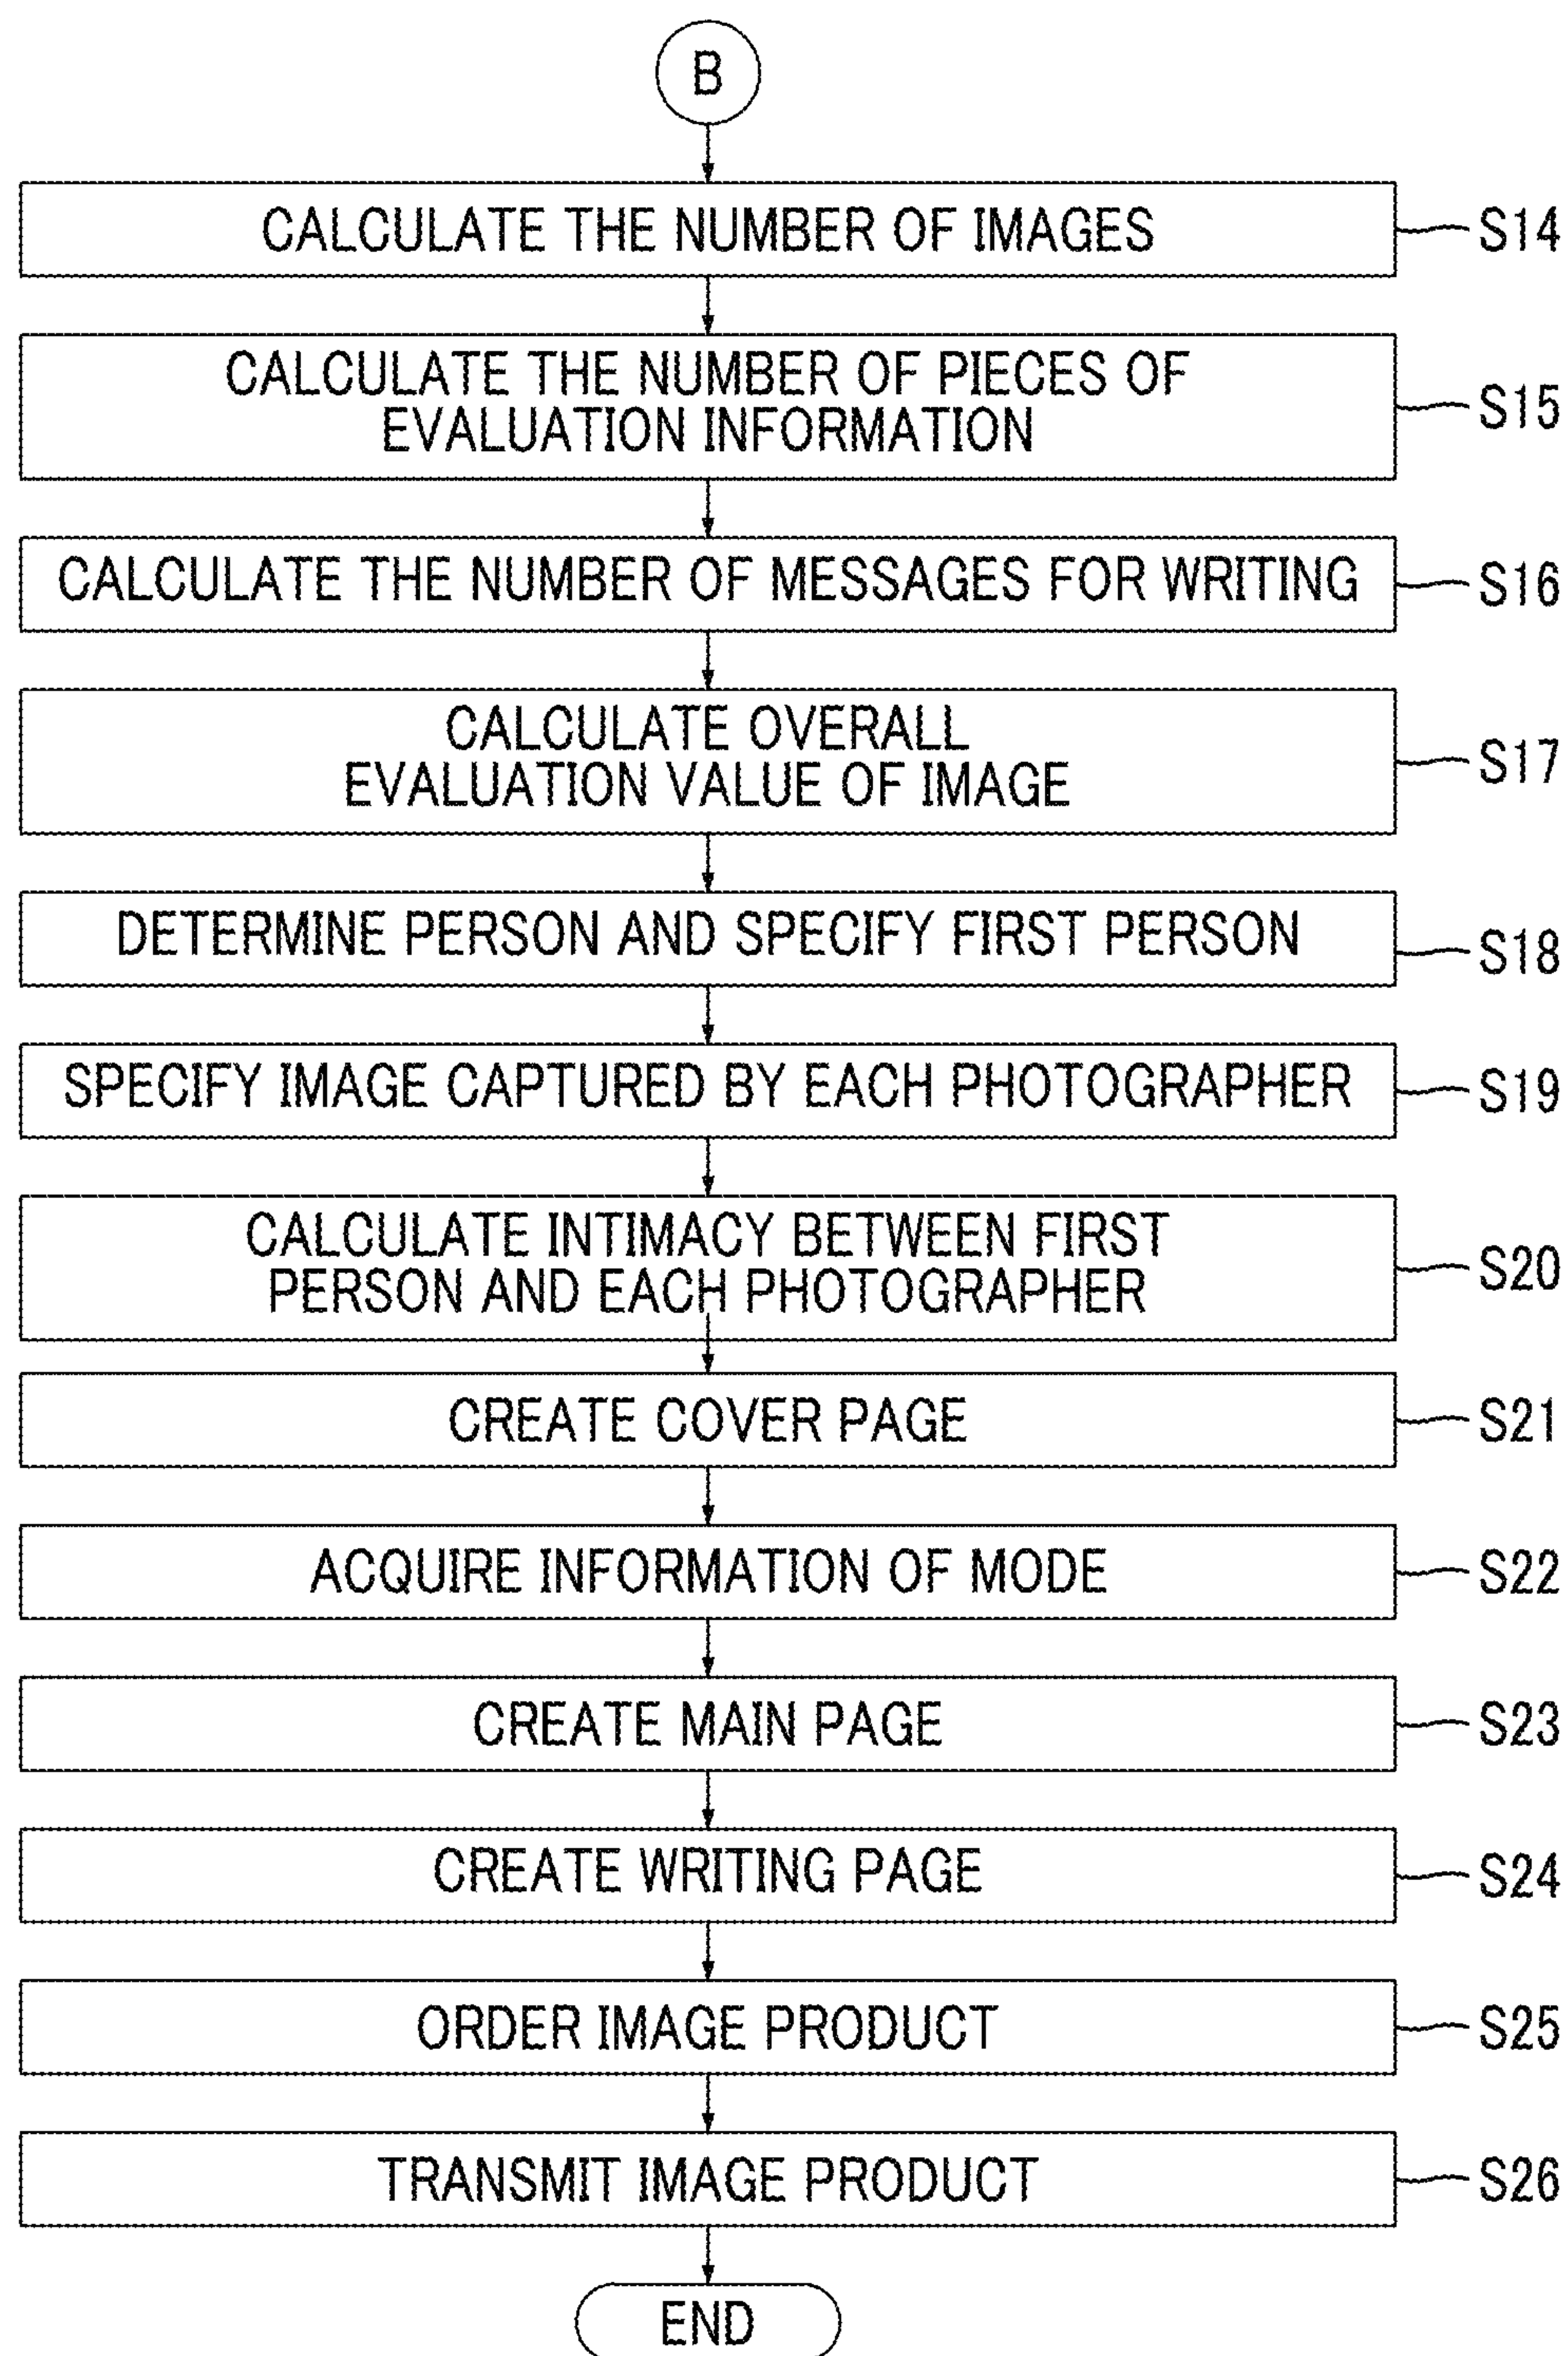 B
CALCULATE THE NUMBER OF IMAGES
S14
CALCULATE THE NUMBER OF PIECES OF
EVALUATION INFORMATION
S15
CALCULATE THE NUMBER OF MESSAGES FOR WRITING
S16
CALCULATE OVERALL
EVALUATION VALUE OF IMAGE
S17
DETERMINE PERSON AND SPECIFY FIRST PERSON
S18
SPECIFY IMAGE CAPTURED BY EACH PHOTOGRAPHER
S19
CALCULATE INTIMACY BETWEEN FIRST
PERSON AND EACH PHOTOGRAPHER
S20
CREATE COVER PAGE
S21
ACQUIRE INFORMATION OF MODE
S22
CREATE MAIN PAGE
S23
CREATE WRITING PAGE
S24
ORDER IMAGE PRODUCT
S25
TRANSMIT IMAGE PRODUCT
S26
END